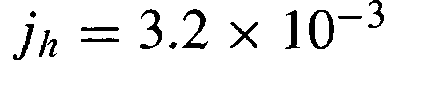 j_h = 3.2 × 10^{-3}